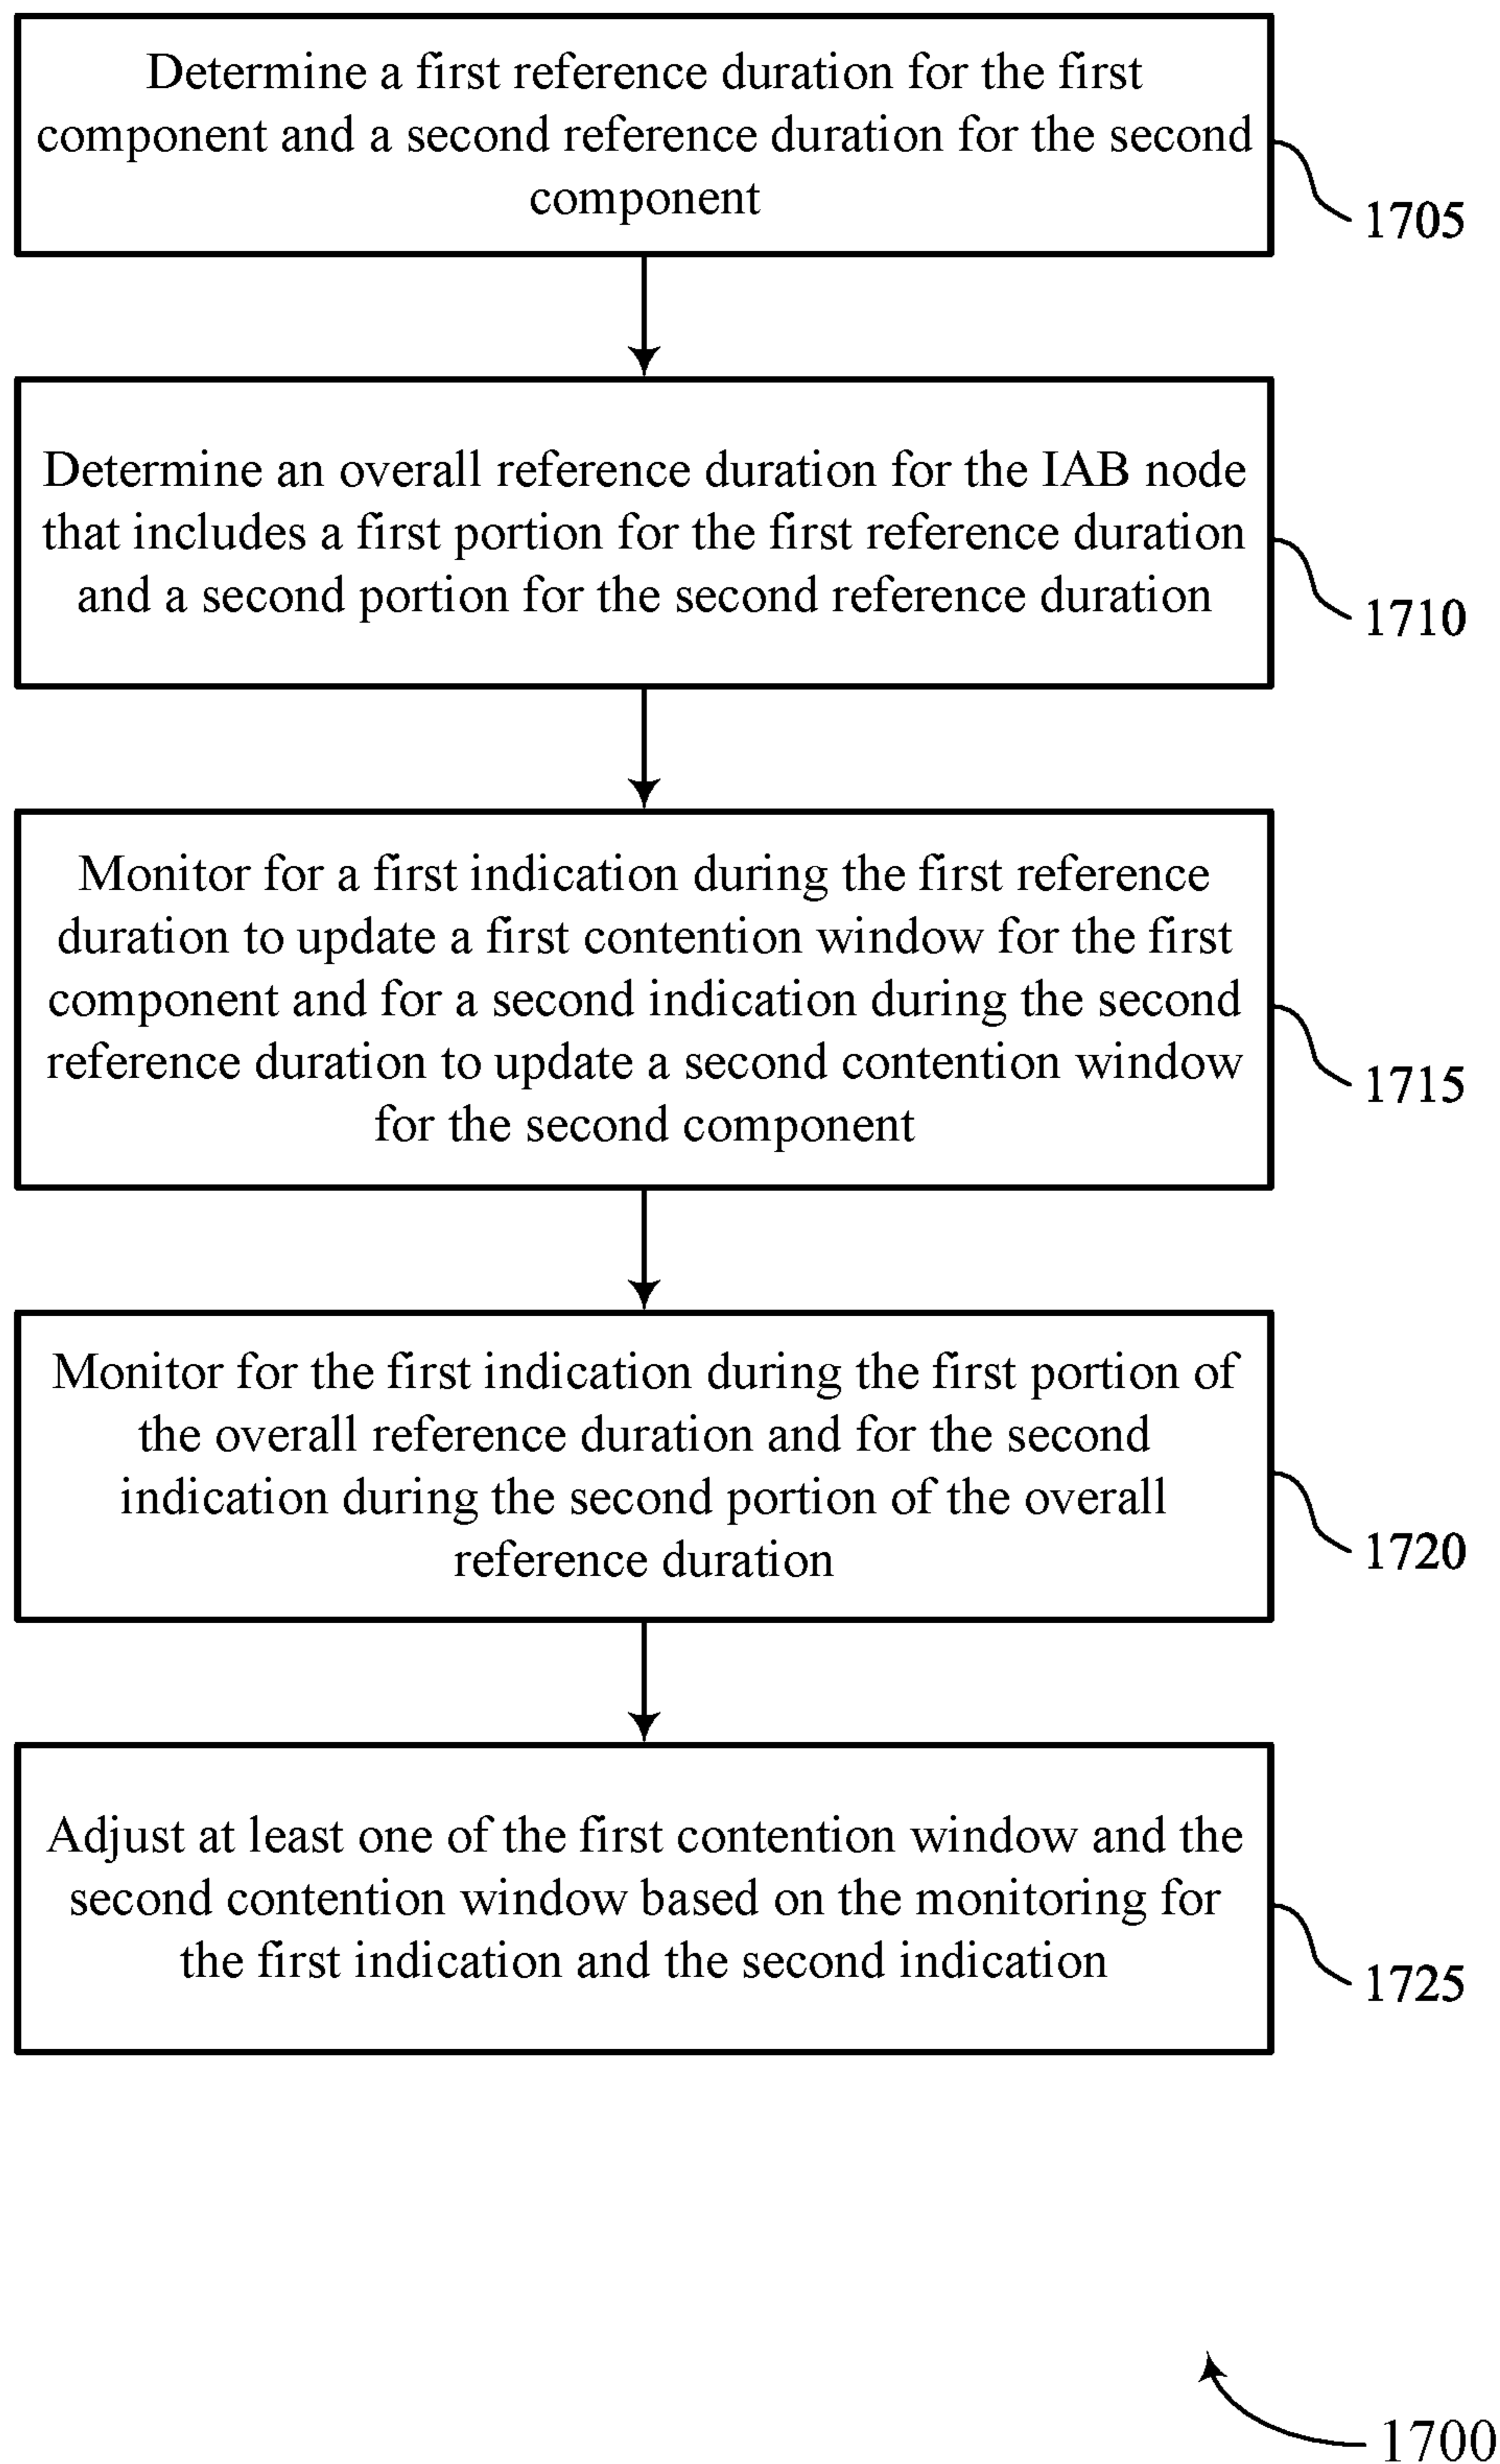 Determine a first reference duration for the first
component and a second reference duration for the second
component
1705
Determine an overall reference duration for the IAB node
that includes a first portion for the first reference duration
and a second portion for the second reference duration
1710
Monitor for a first indication during the first reference
duration to update a first contention window for the first
component and for a second indication during the second
reference duration to update a second contention window
for the second component
1715
Monitor for the first indication during the first portion of
the overall reference duration and for the second
indication during the second portion of the overall
reference duration
1720
Adjust at least one of the first contention window and the
second contention window based on the monitoring for
the first indication and the second indication
1725
1700